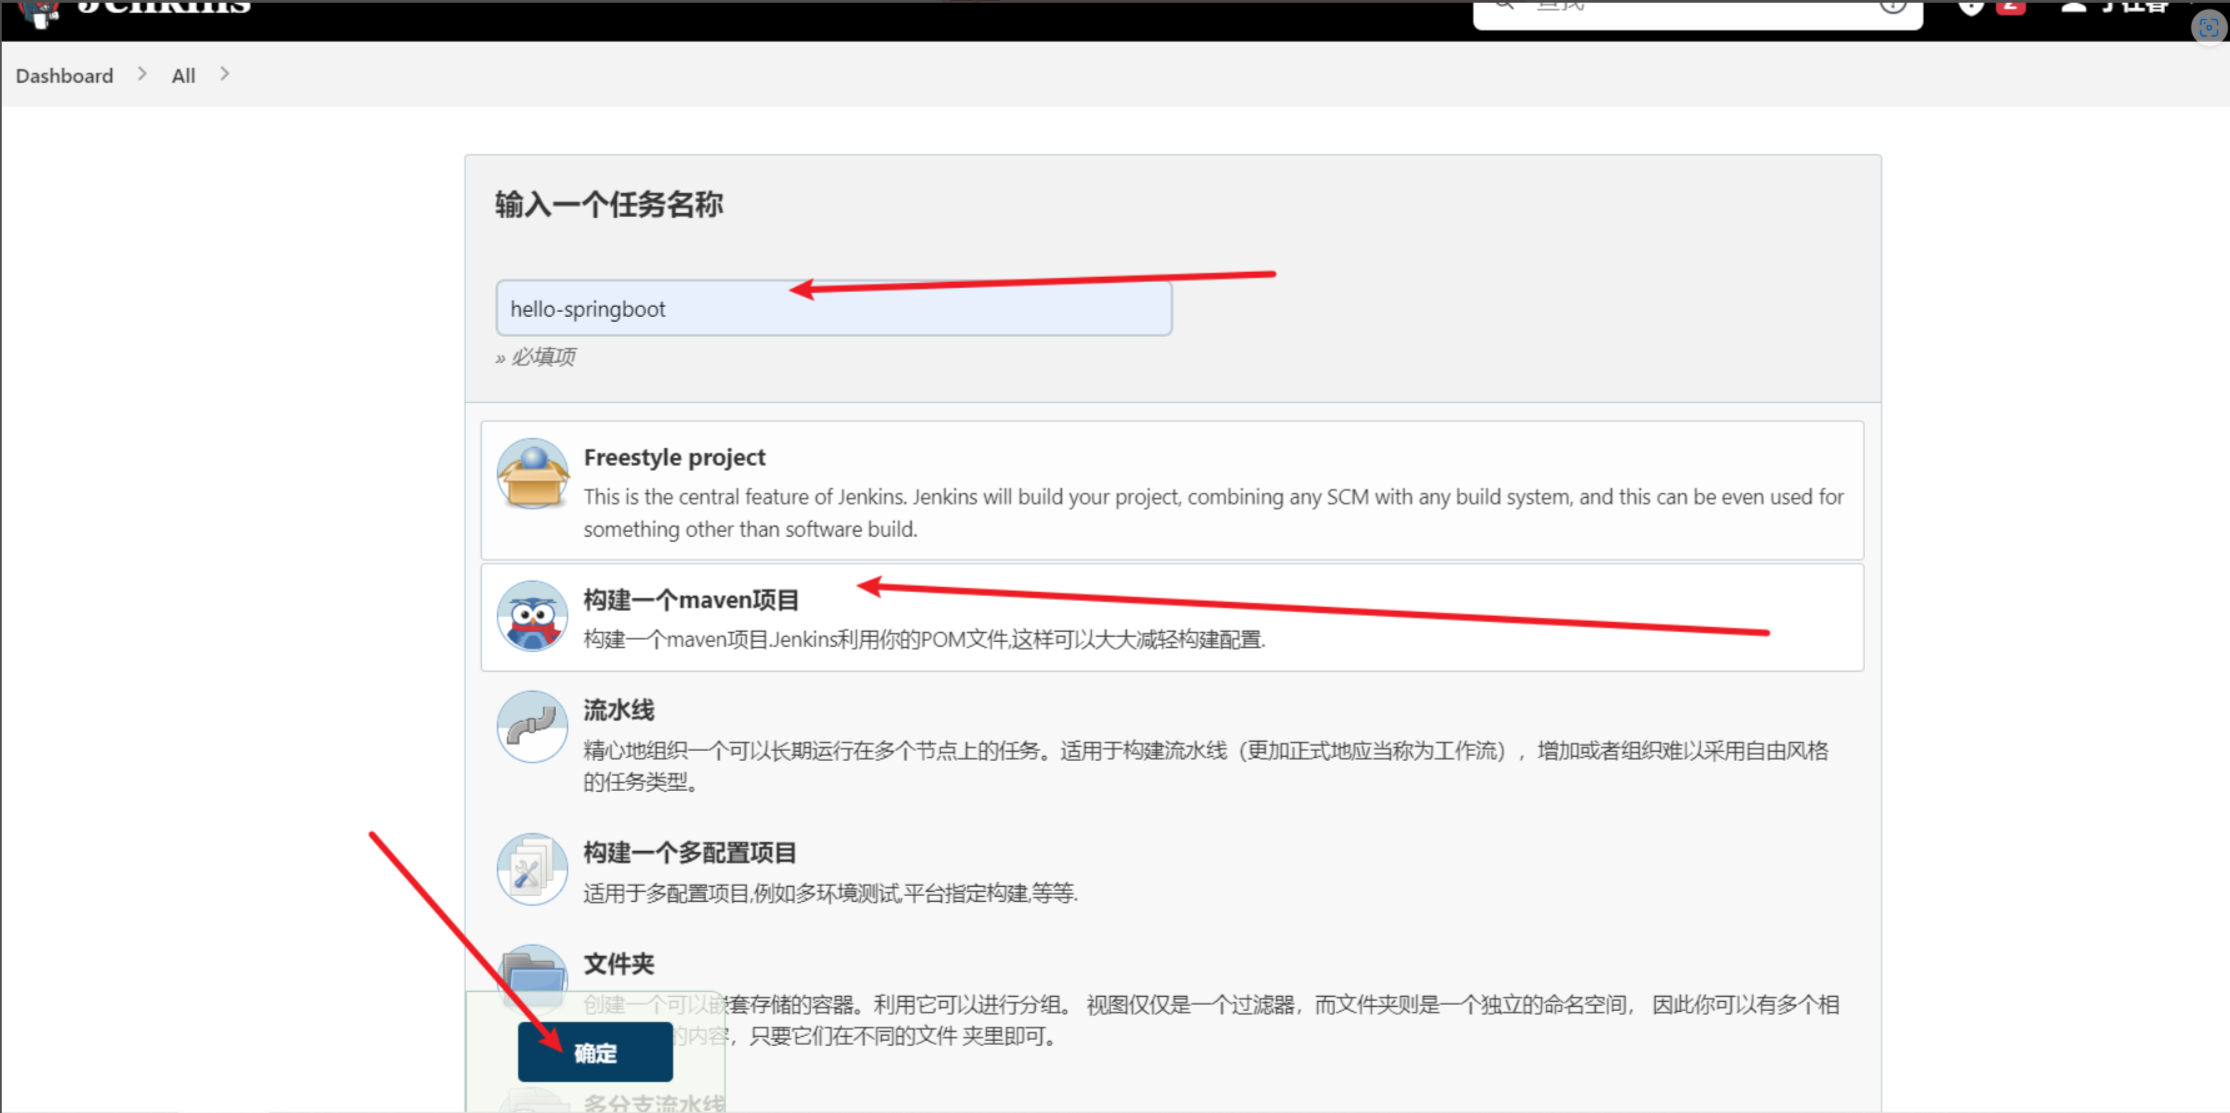 Jenkins
查找
2
Dashboard
All
输入一个任务名称
hello-springboot
» 必填项
Freestyle project
This is the central feature of Jenkins. Jenkins will build your project, combining any SCM with any build system, and this can be even used for
something other than software build.
构建一个maven项目
构建一个maven项目.Jenkins利用你的POM文件,这样可以大大减轻构建配置.
流水线
精心地组织一个可以长期运行在多个节点上的任务。适用于构建流水线（更加正式地应当称为工作流），增加或者组织难以采用自由风格
的任务类型。
构建一个多配置项目
适用于多配置项目,例如多环境测试,平台指定构建,等等.
文件夹
创建一个可以嵌套存储的容器。利用它可以进行分组。 视图仅仅是一个过滤器，而文件夹则是一个独立的命名空间， 因此你可以有多个相
的内容，只要它们在不同的文件 夹里即可。
确定
多分支流水线